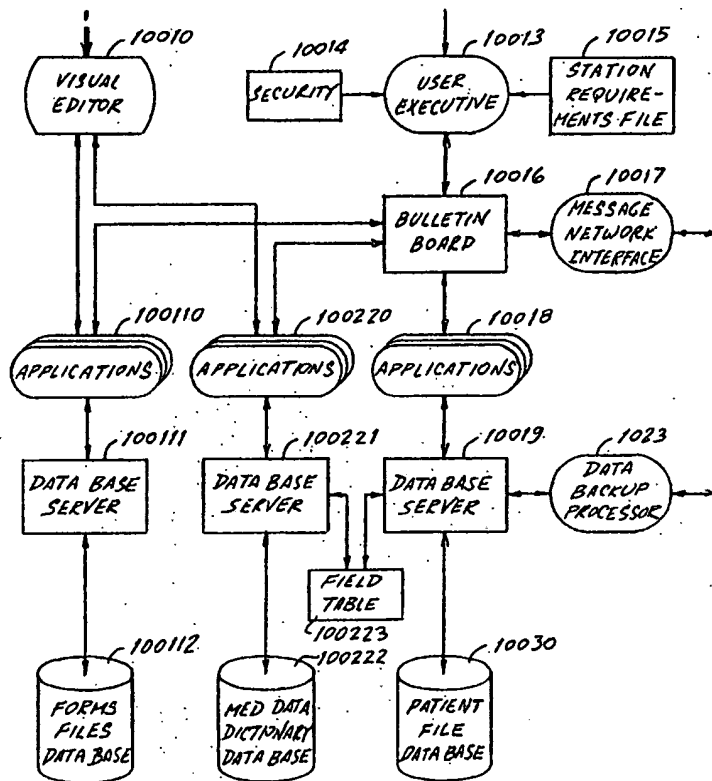 10010
10014
10013
10015
VISUAL
EDITOR
SECURITY
USER
EXECUTIVE
STATION
REQUIRE-
MENTS FILE
10016
10017
BULLETIN
BOARD
MESSAGE
NETWORK
INTERFACE
100110
100220
10018
APPLICATIONS
APPLICATIONS
APPLICATIONS
100111
100221
10019
1023
DATA BASE
SERVER
DATA BASE
SERVER
DATA BASE
SERVER
DATA
BACKUP
PROCESSOR
FIELD
TABLE
100223
100112
100222
10030
FORMS
FILES
DATA BASE
MED DATA
DICTIONARY
DATA BASE
PATIENT
FILE
DATA BASE